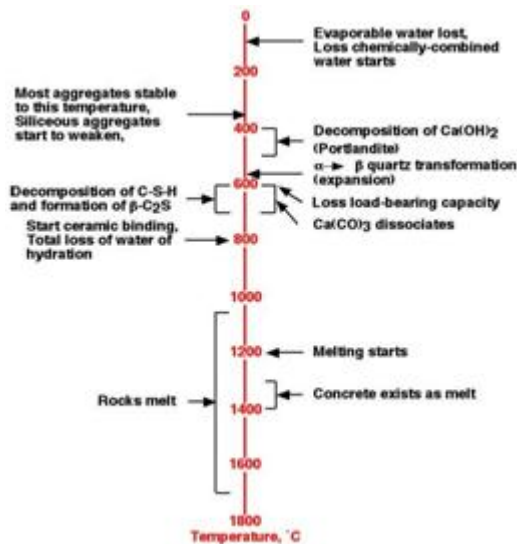 0
Evaporable water lost,
Loss chemically-combined
water starts
200
Most aggregates stable
to this temperature,
Siliceous aggregates
start to weaken,
400
Decomposition of Ca(OH)2
(Portlandite)
α→ β quartz transformation
(expansion)
600
Decomposition of C-S-H
and formation of β-C2S
Loss load-bearing capacity
Ca(CO)3 dissociates
Start ceramic binding,
Total loss of water of
hydration
800
1000
1200
Melting starts
Rocks melt
Concrete exists as melt
1400
1600
1800
Temperature, °C